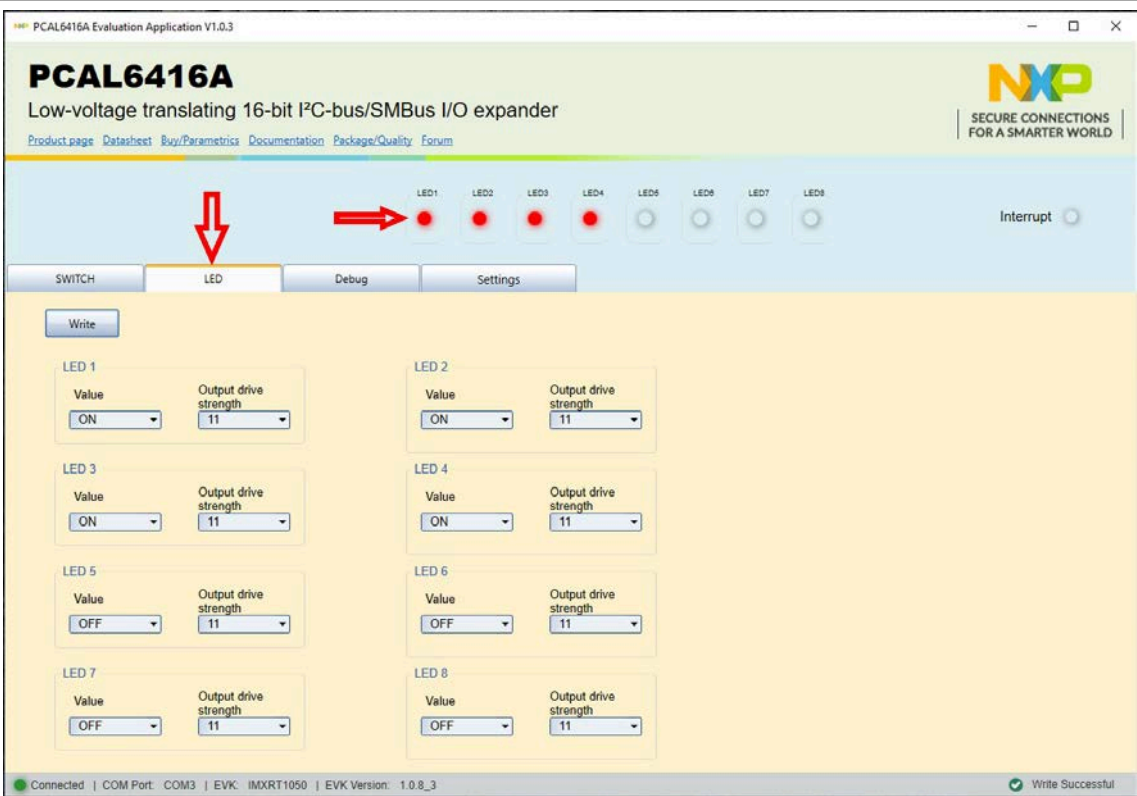 PCAL6416A Evaluation Application V1.0.3
PCAL6416A
Low-voltage translating 16-bit I²C-bus/SMBus I/O expander
Product page Datasheet Buy/Parametrics Documentation Package/Quality Forum
NXP
SECURE CONNECTIONS
FOR A SMARTER WORLD
LED1 LED2 LED3 LED4 LED5 LED6 LED7 LED8
Interrupt
SWITCH LED Debug Settings
Write
LED 1
Value
Output drive
strength
ON 11
LED 2
Value
Output drive
strength
ON 11
LED 3
Value
Output drive
strength
ON 11
LED 4
Value
Output drive
strength
ON 11
LED 5
Value
Output drive
strength
OFF 11
LED 6
Value
Output drive
strength
OFF 11
LED 7
Value
Output drive
strength
OFF 11
LED 8
Value
Output drive
strength
OFF 11
Connected | COM Port: COM3 | EVK: IMXRT1050 | EVK Version: 1.0.8_3
Write Successful